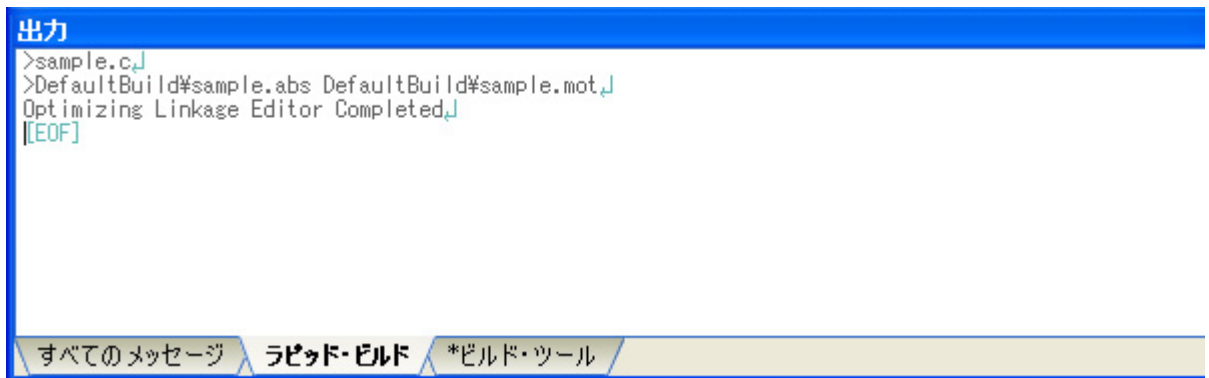 出力
>sample.c↲
>DefaultBuild¥sample.abs DefaultBuild¥sample.mot↲
Optimizing Linkage Editor Completed↲
[EOF]
すべてのメッセージ ラピッド・ビルド *ビルド・ツール